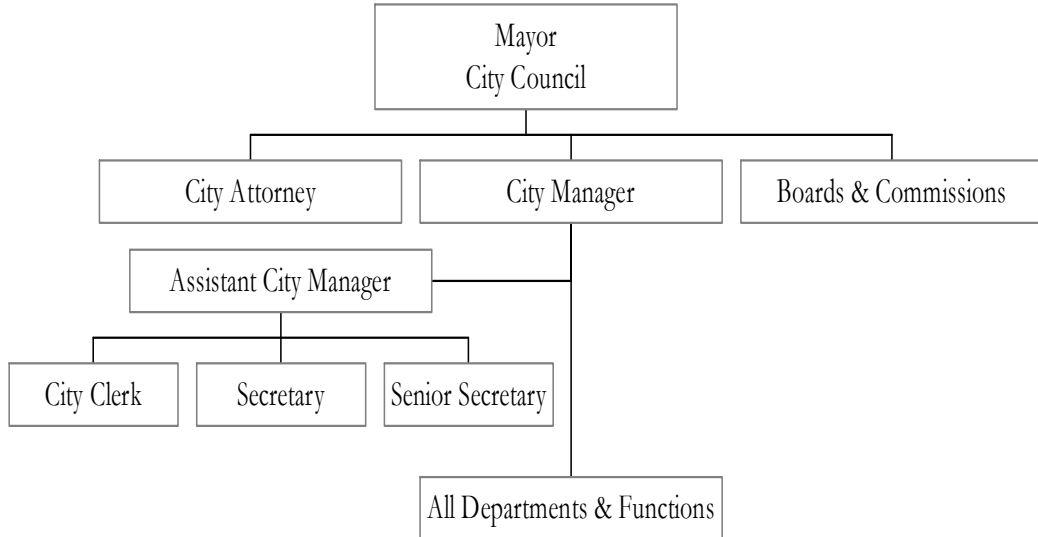 Mayor
City Council
City Attorney
City Manager
Boards & Commissions
Assistant City Manager
City Clerk
Secretary
Senior Secretary
All Departments & Functions